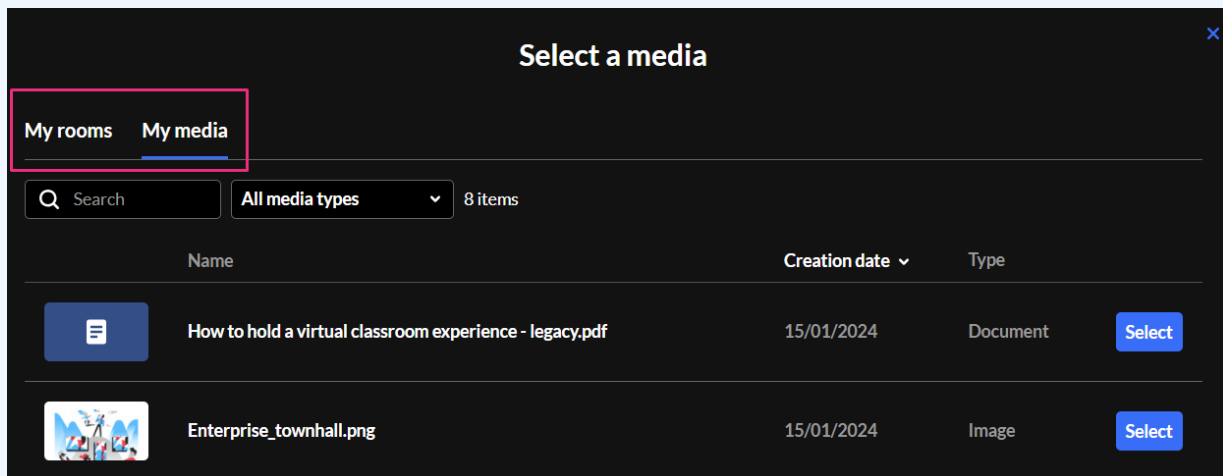 Select a media
My rooms My media
Search All media types 8 items
Name Creation date Type
How to hold a virtual classroom experience - legacy.pdf 15/01/2024 Document Select
Enterprise_townhall.png 15/01/2024 Image Select